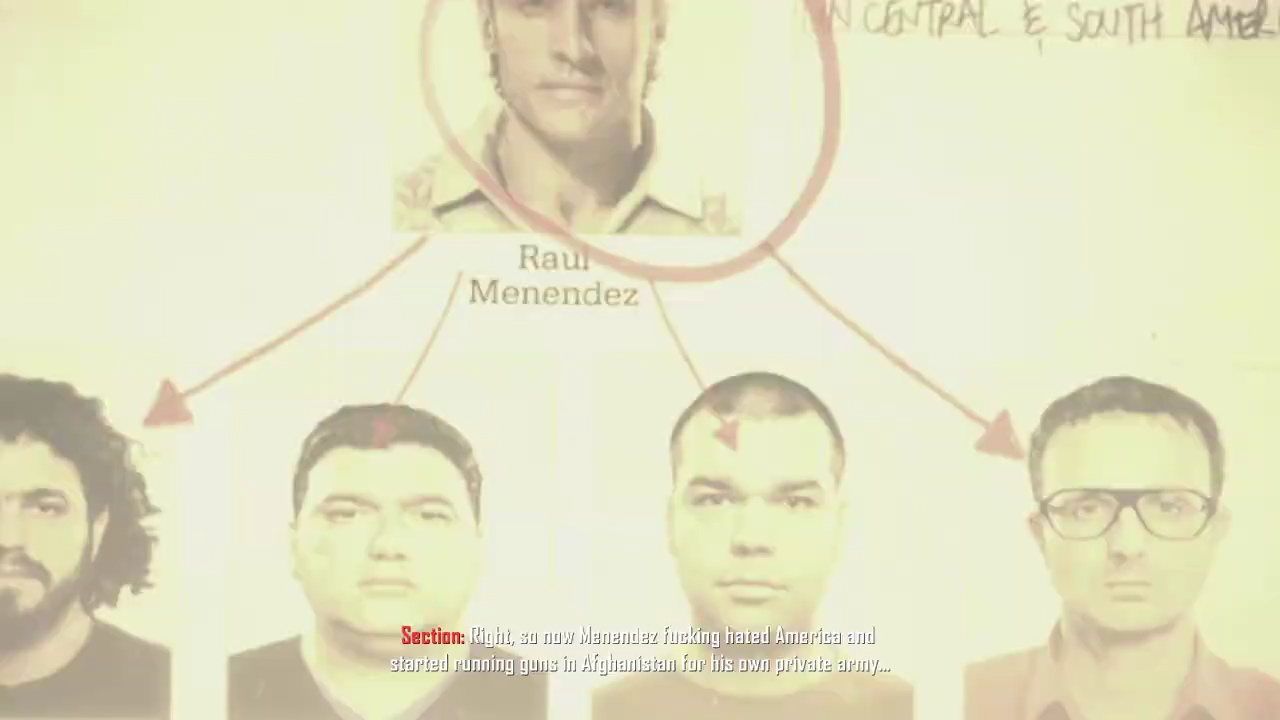 N CENTRAL & SOUTH AMER
Raul
Menendez
Section: Right, so now Menendez fucking hated America and
started running guns in Afghanistan for his own private army...